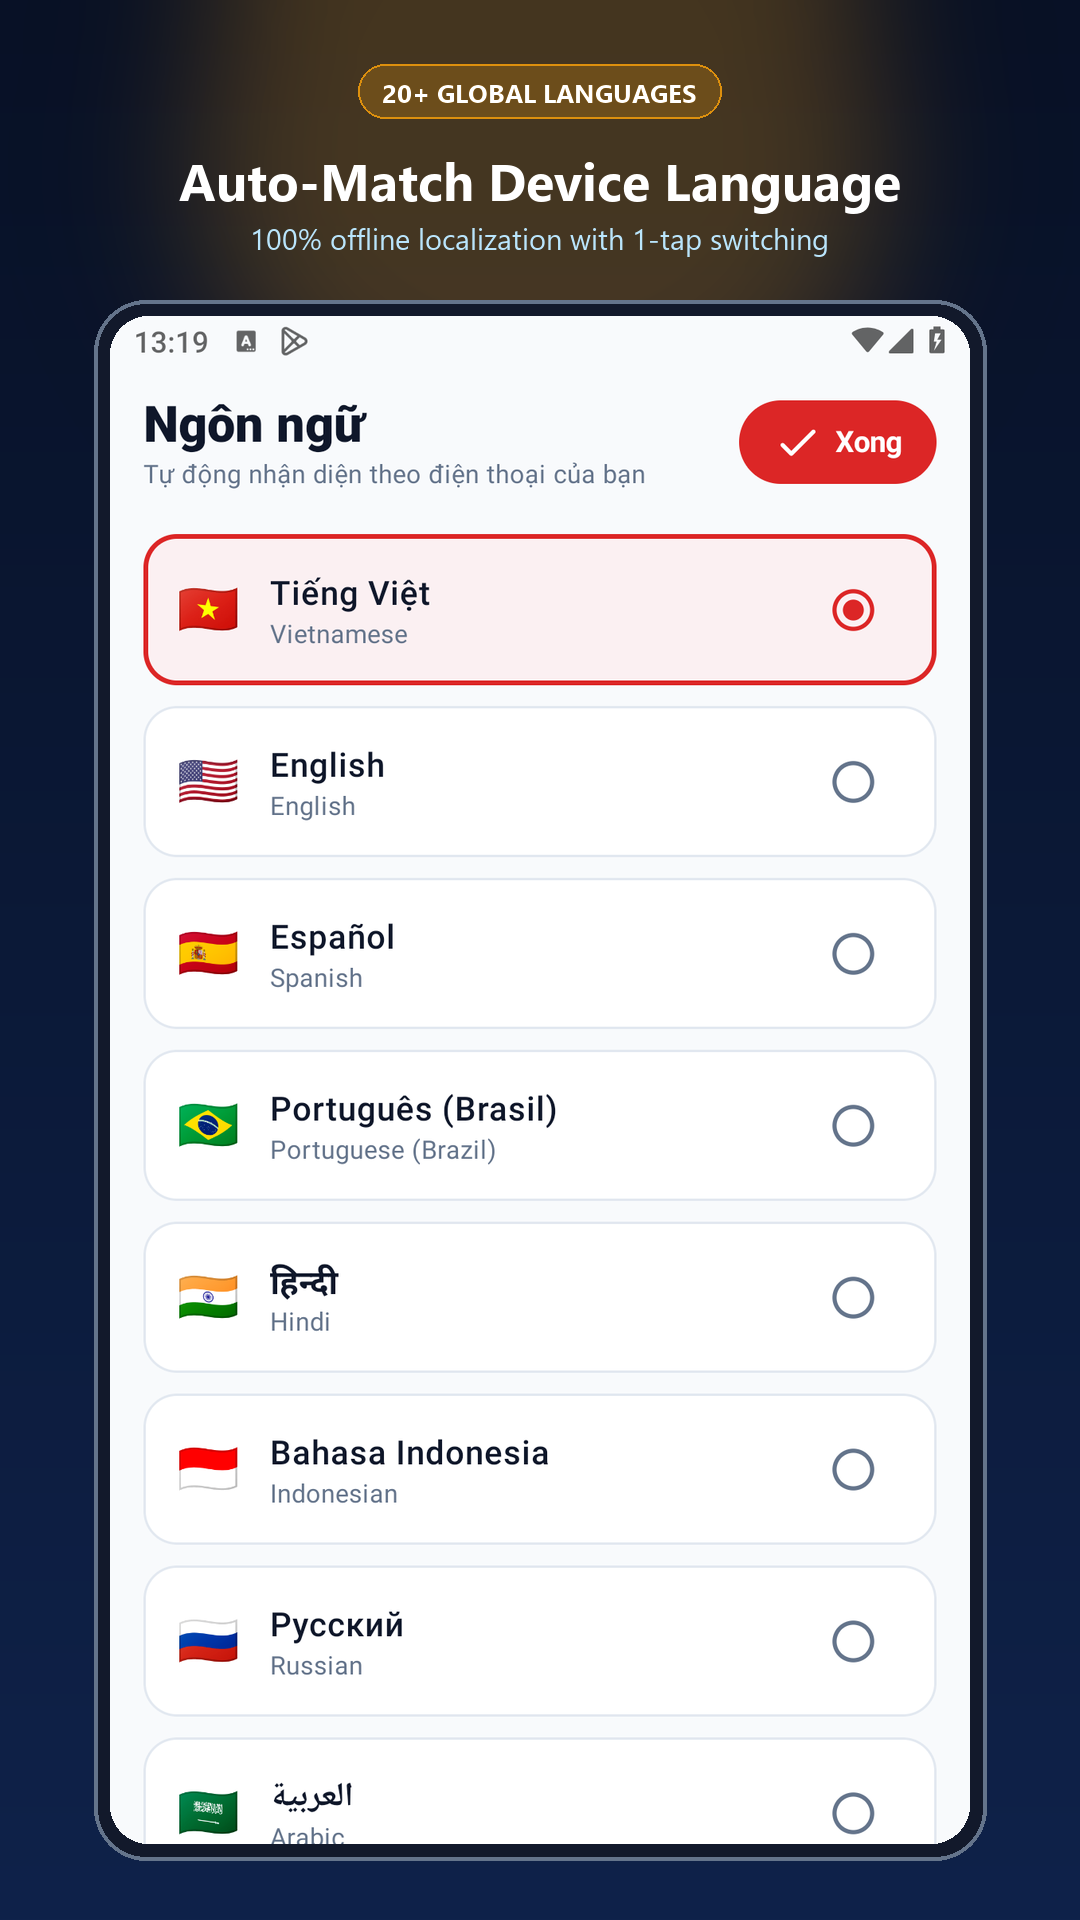 20+ GLOBAL LANGUAGES
Auto-Match Device Language
100% offline localization with 1-tap switching
13:19
Ngôn ngữ
Xong
Tự động nhận diện theo điện thoại của bạn
Tiếng Việt
Vietnamese
English
English
Español
Spanish
Português (Brasil)
Portuguese (Brazil)
हिन्दी
Hindi
Bahasa Indonesia
Indonesian
Русский
Russian
العربية
Arabic